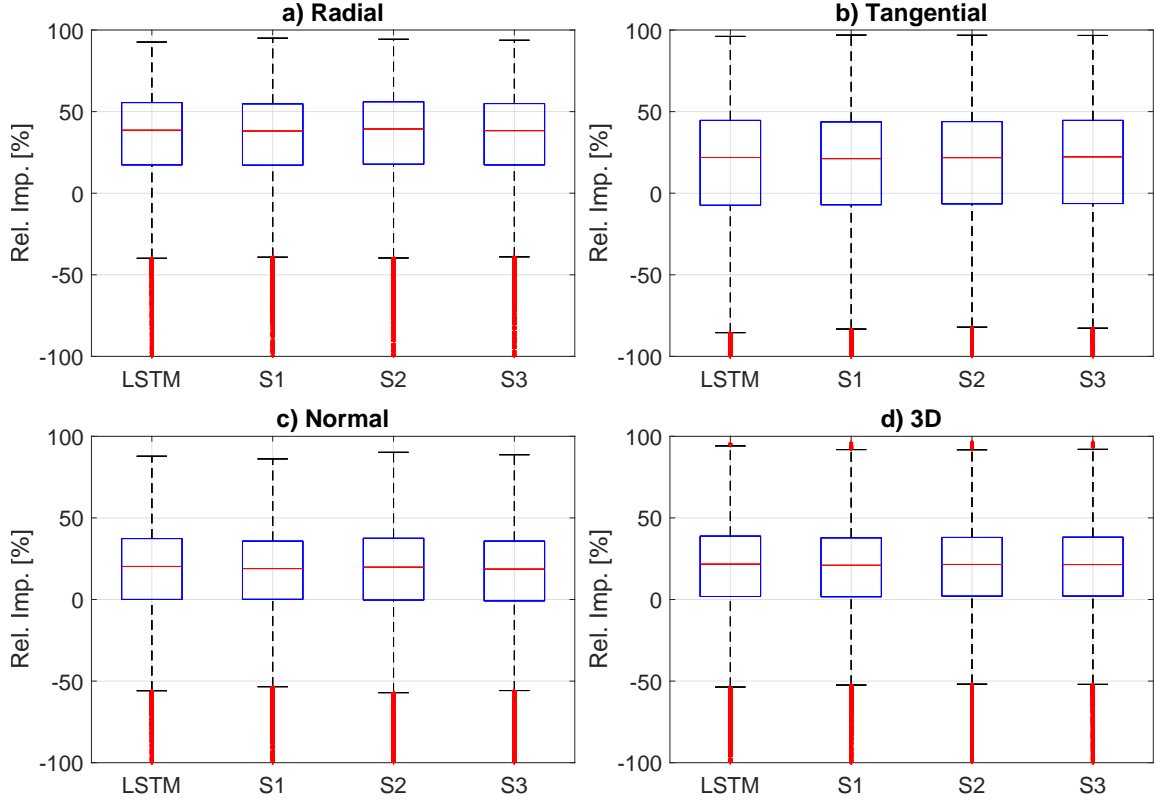 a) Radial
Rel. Imp. [%]
100
50
0
-50
-100
LSTM S1 S2 S3
b) Tangential
Rel. Imp. [%]
100
50
0
-50
-100
LSTM S1 S2 S3
c) Normal
Rel. Imp. [%]
100
50
0
-50
-100
LSTM S1 S2 S3
d) 3D
Rel. Imp. [%]
100
50
0
-50
-100
LSTM S1 S2 S3